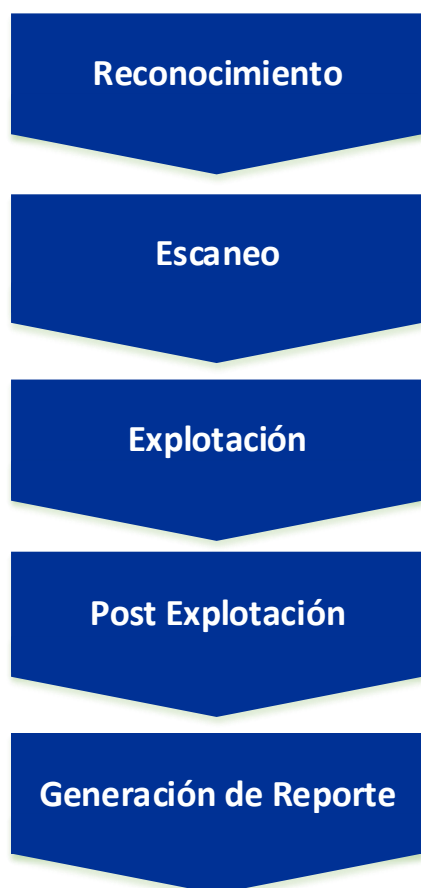 Reconocimiento
Escaneo
Explotación
Post Explotación
Generación de Reporte